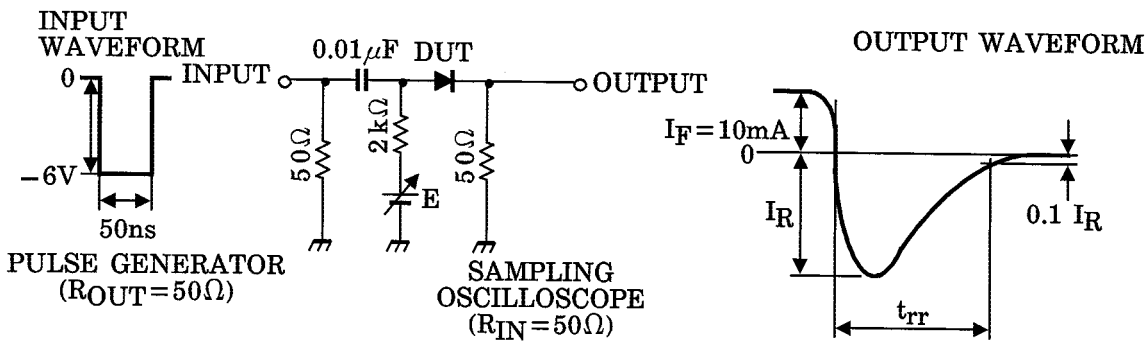 INPUT
WAVEFORM
0
−6V
50ns
PULSE GENERATOR
(ROUT=50Ω)
INPUT
0.01μF
DUT
OUTPUT
50Ω
2kΩ
E
50Ω
SAMPLING
OSCILLOSCOPE
(RIN=50Ω)
OUTPUT WAVEFORM
IF=10mA
0
IR
0.1 IR
trr